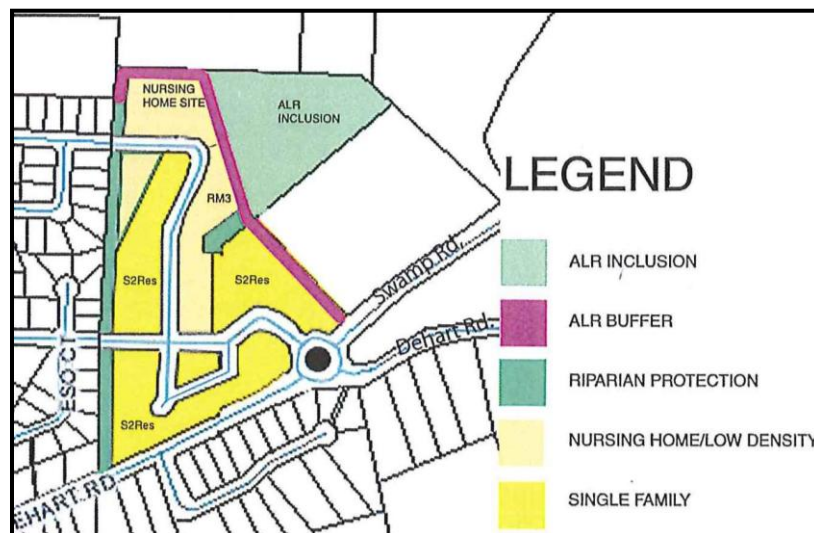 NURSING
HOME SITE
ALR
INCLUSION
RM3
S2Res
S2Res
S2Res
Swamp Rd.
Dehart Rd.
ESO CT
EHART RD
LEGEND
ALR INCLUSION
ALR BUFFER
RIPARIAN PROTECTION
NURSING HOME/LOW DENSITY
SINGLE FAMILY